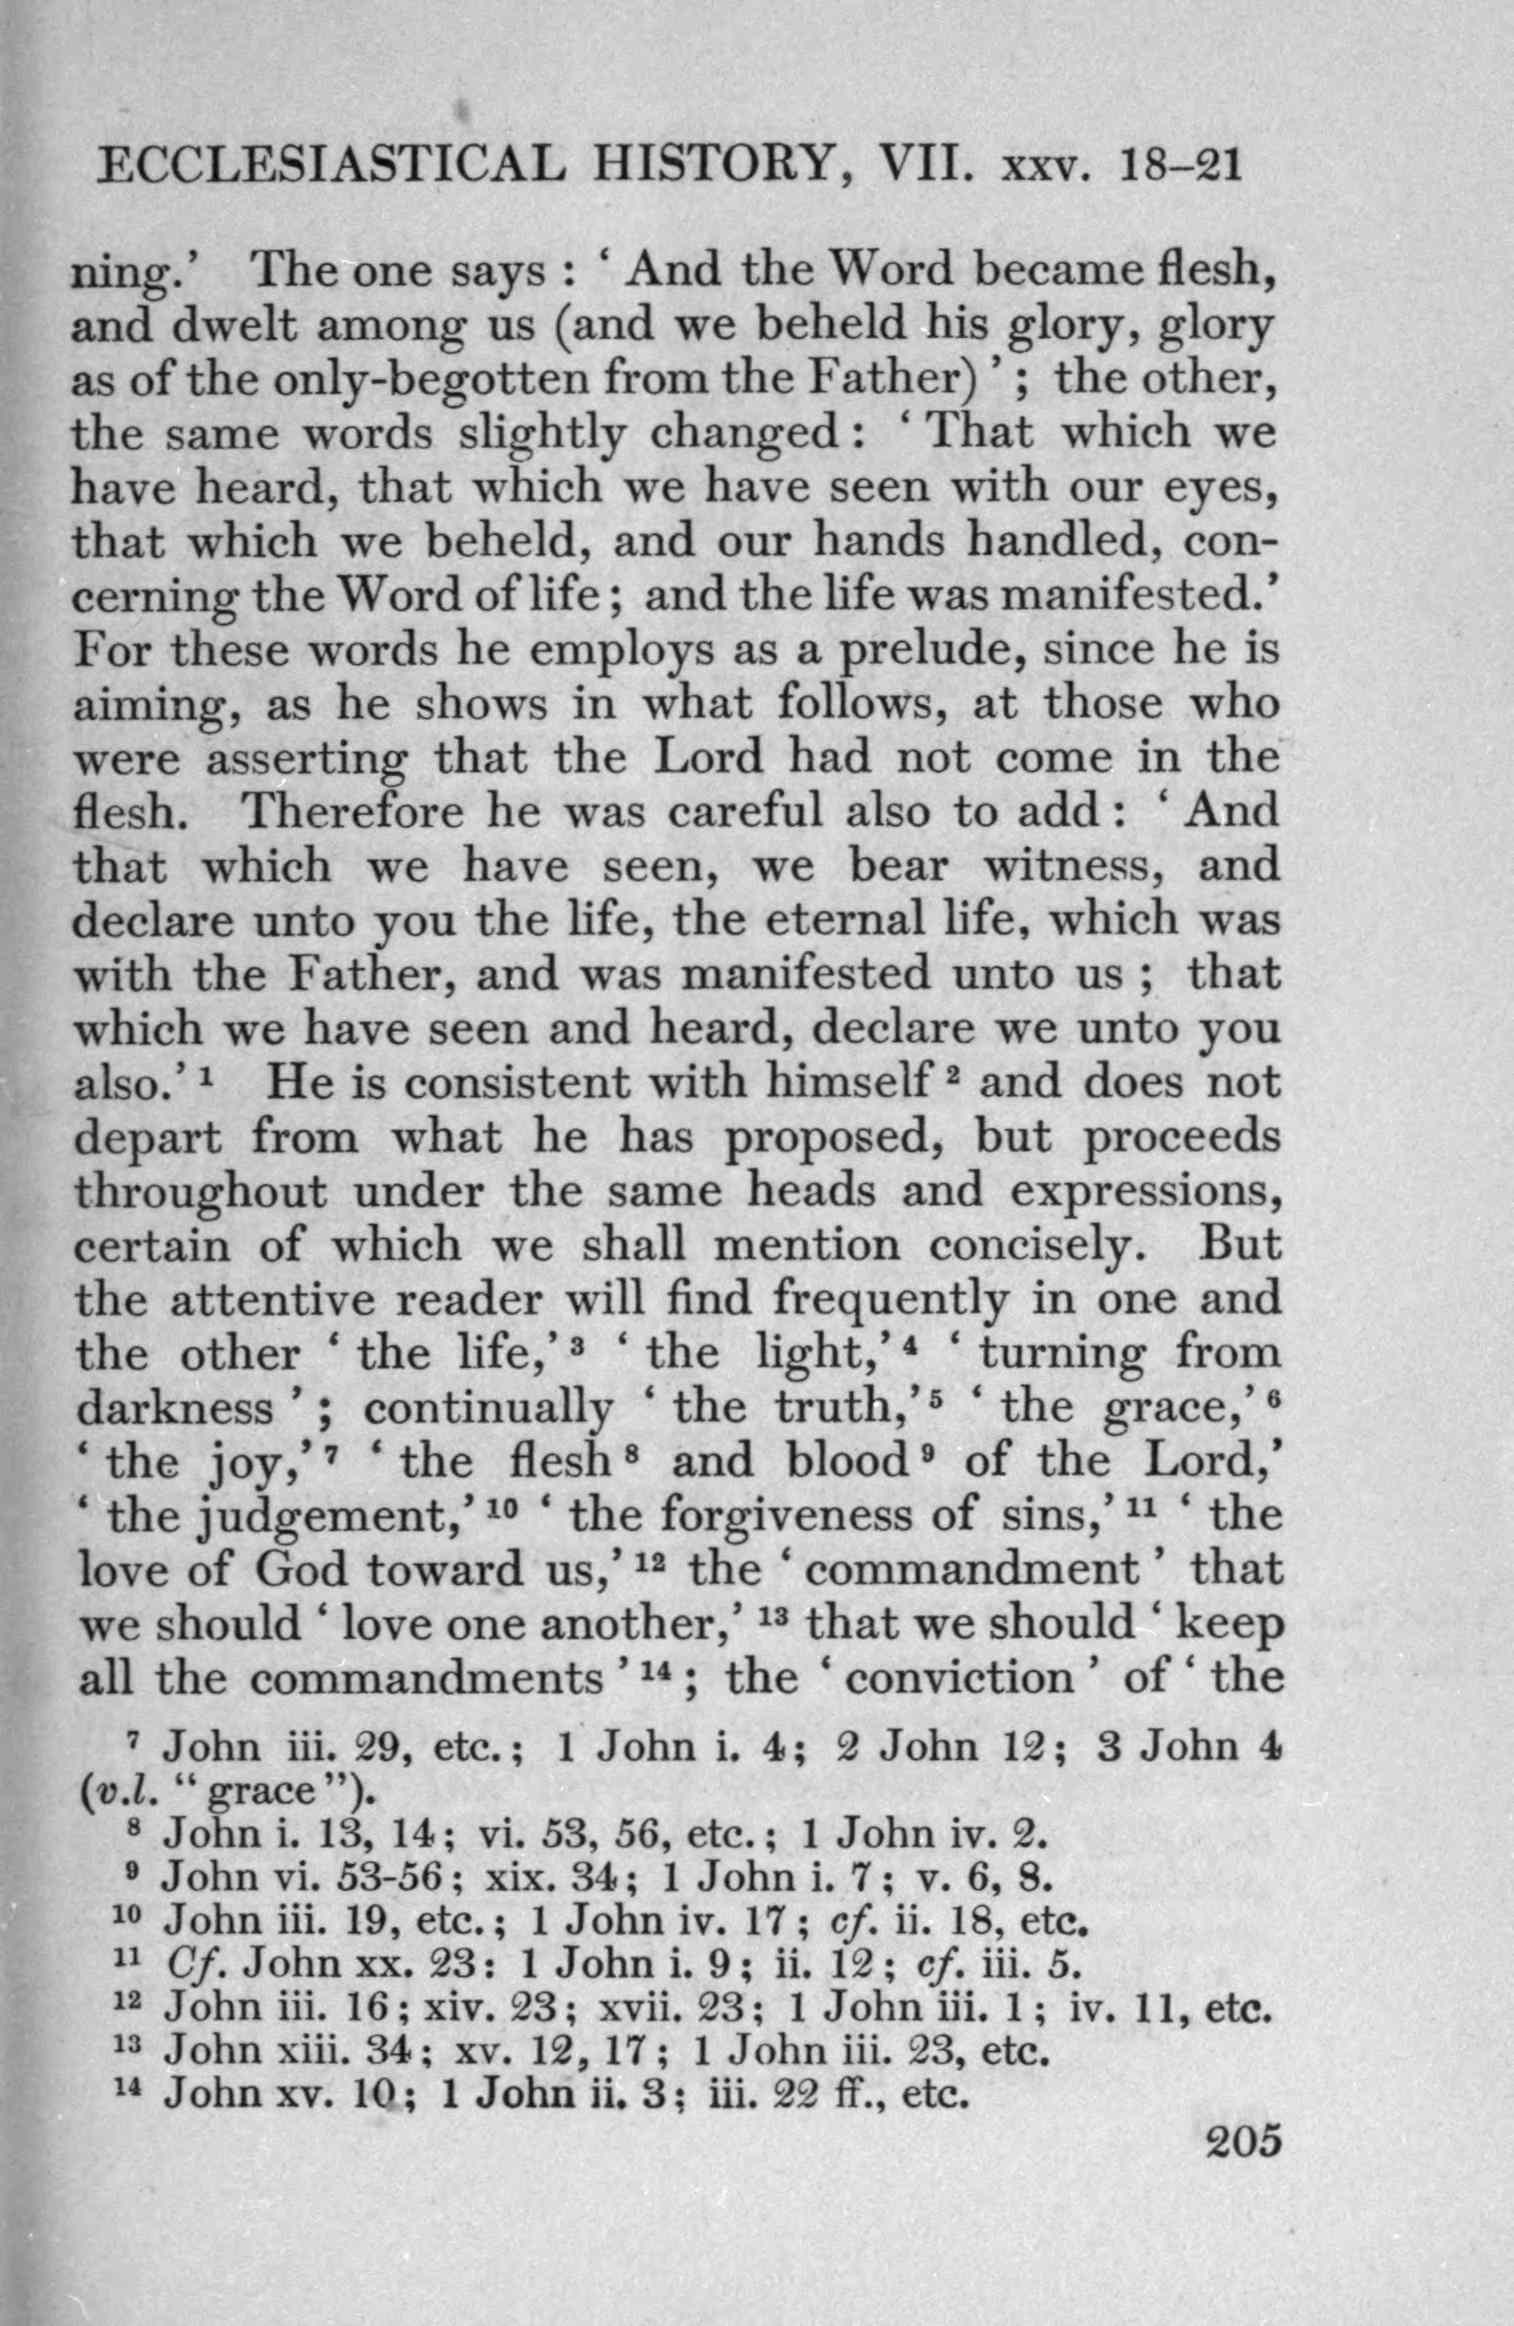 ECCLESIASTICAL HISTORY, VII. xxv. 18–21
ning.’ The one says : ‘ And the Word became flesh,
and dwelt among us (and we beheld his glory, glory
as of the only-begotten from the Father) ’ ; the other,
the same words slightly changed : ‘ That which we
have heard, that which we have seen with our eyes,
that which we beheld, and our hands handled, con-
cerning the Word of life ; and the life was manifested.’
For these words he employs as a prelude, since he is
aiming, as he shows in what follows, at those who
were asserting that the Lord had not come in the
flesh. Therefore he was careful also to add : ‘ And
that which we have seen, we bear witness, and
declare unto you the life, the eternal life, which was
with the Father, and was manifested unto us ; that
which we have seen and heard, declare we unto you
also.’ ¹ He is consistent with himself ² and does not
depart from what he has proposed, but proceeds
throughout under the same heads and expressions,
certain of which we shall mention concisely. But
the attentive reader will find frequently in one and
the other ‘ the life,’ ³ ‘ the light,’ ⁴ ‘ turning from
darkness ’ ; continually ‘ the truth,’ ⁵ ‘ the grace,’ ⁶
‘ the joy,’ ⁷ ‘ the flesh ⁸ and blood ⁹ of the Lord,’
‘ the judgement,’ ¹⁰ ‘ the forgiveness of sins,’ ¹¹ ‘ the
love of God toward us,’ ¹² the ‘ commandment ’ that
we should ‘ love one another,’ ¹³ that we should ‘ keep
all the commandments ’ ¹⁴ ; the ‘ conviction ’ of ‘ the
⁷ John iii. 29, etc. ; 1 John i. 4 ; 2 John 12 ; 3 John 4
(v.l. “ grace ”).
⁸ John i. 13, 14 ; vi. 53, 56, etc. ; 1 John iv. 2.
⁹ John vi. 53-56 ; xix. 34 ; 1 John i. 7 ; v. 6, 8.
¹⁰ John iii. 19, etc. ; 1 John iv. 17 ; cf. ii. 18, etc.
¹¹ Cf. John xx. 23 : 1 John i. 9 ; ii. 12 ; cf. iii. 5.
¹² John iii. 16 ; xiv. 23 ; xvii. 23 ; 1 John iii. 1 ; iv. 11, etc.
¹³ John xiii. 34 ; xv. 12, 17 ; 1 John iii. 23, etc.
¹⁴ John xv. 10 ; 1 John ii. 3 ; iii. 22 ff., etc.
205